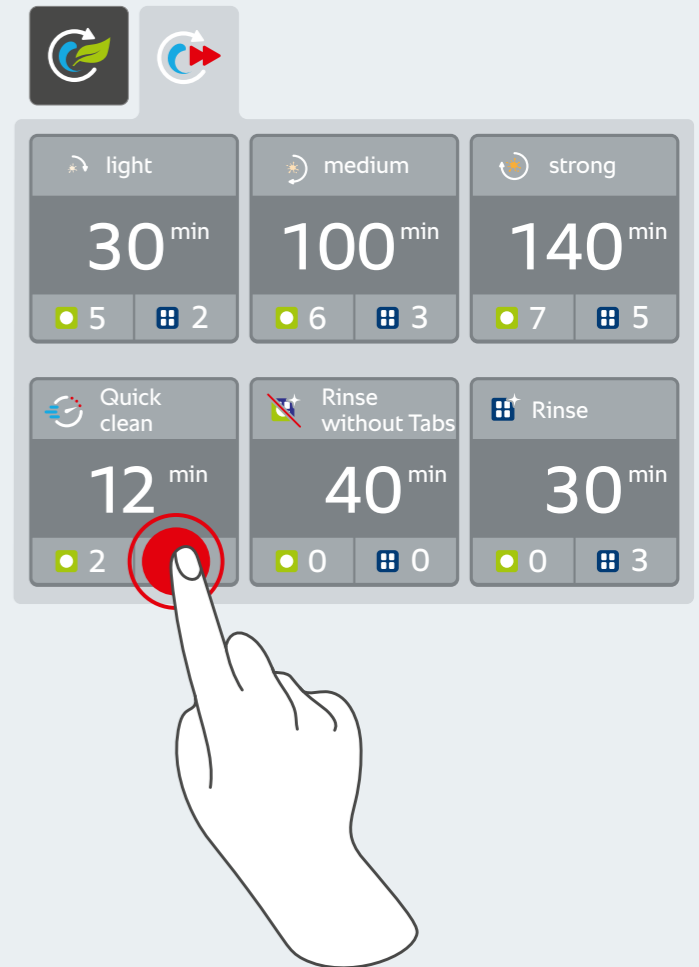 light
30 min
5 2
medium
100 min
6 3
strong
140 min
7 5
Quick
clean
12 min
2
Rinse
without Tabs
40 min
0 0
Rinse
30 min
0 3